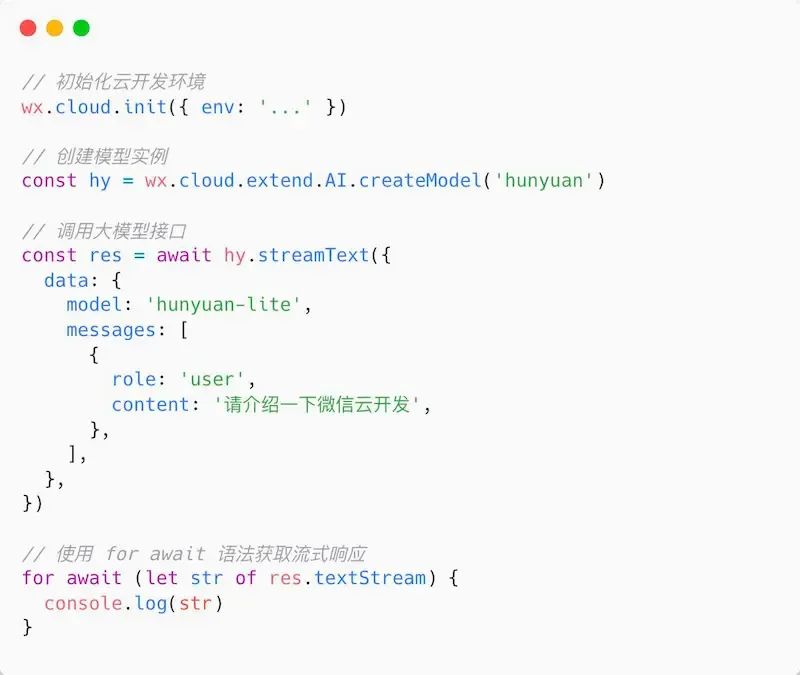 // 初始化云开发环境
wx.cloud.init({ env: '...' })

// 创建模型实例
const hy = wx.cloud.extend.AI.createModel('hunyuan')

// 调用大模型接口
const res = await hy.streamText({
  data: {
    model: 'hunyuan-lite',
    messages: [
      {
        role: 'user',
        content: '请介绍一下微信云开发',
      },
    ],
  },
})

// 使用 for await 语法获取流式响应
for await (let str of res.textStream) {
  console.log(str)
}